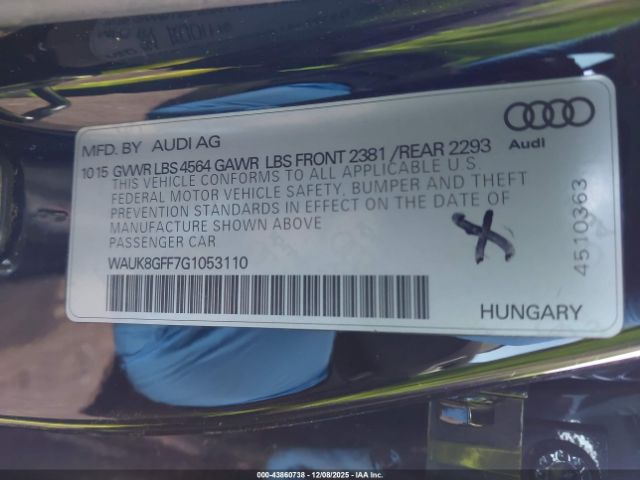 MFD. BY AUDI AG
Audi
10 15 GVWR LBS 4564 GAWR LBS FRONT 2381 /REAR 2293
THIS VEHICLE CONFORMS TO ALL APPLICABLE U S
FEDERAL MOTOR VEHICLE SAFETY, BUMPER AND THEFT
PREVENTION STANDARDS IN EFFECT ON THE DATE OF
MANUFACTURE SHOWN ABOVE
PASSENGER CAR
WAUK8GFF7G1053110
4510363
HUNGARY
000-43860738 | 12/08/2025 | IAA Inc.